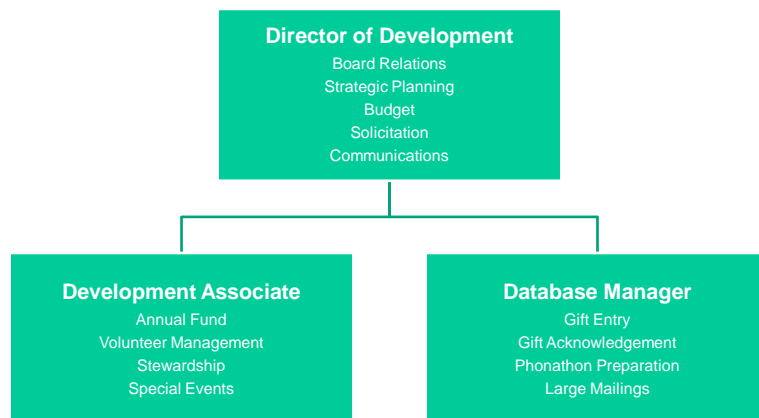 Director of Development
Board Relations
Strategic Planning
Budget
Solicitation
Communications
Development Associate
Annual Fund
Volunteer Management
Stewardship
Special Events
Database Manager
Gift Entry
Gift Acknowledgement
Phonathon Preparation
Large Mailings